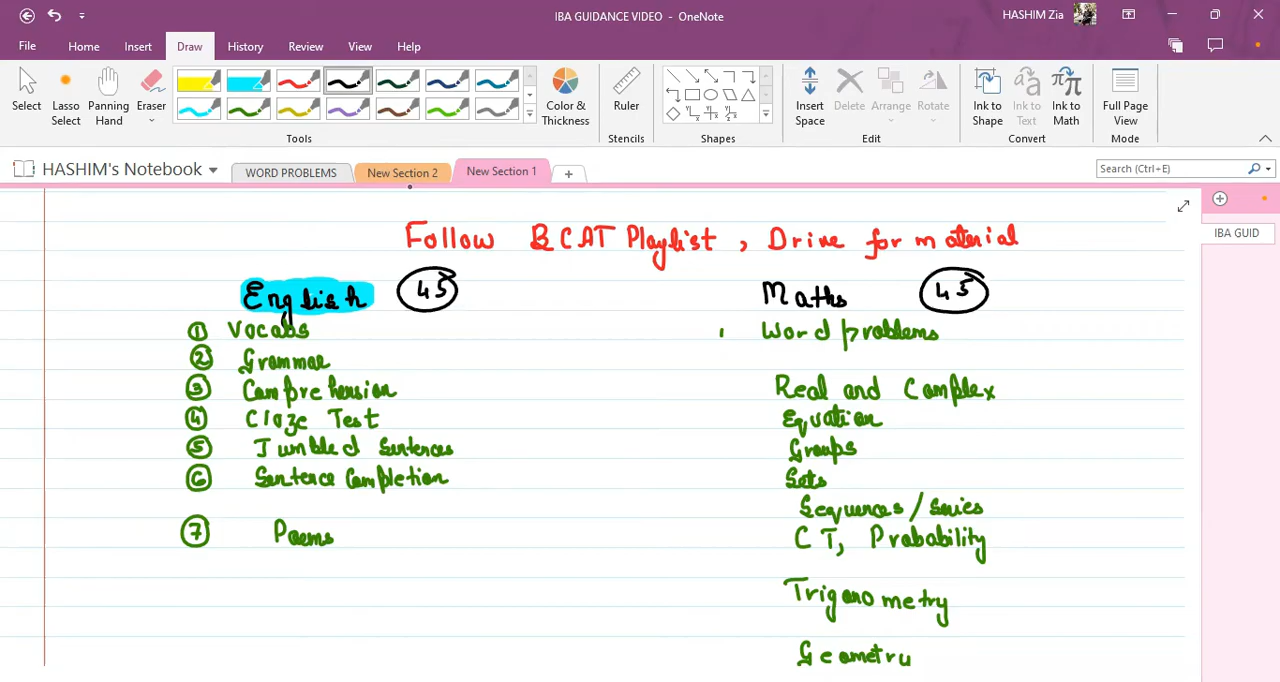 IBA GUIDANCE VIDEO - OneNote
HASHIM Zia
File Home Insert Draw History Review View Help
Select Lasso Select Panning Hand Eraser
Color & Thickness
Ruler
Insert Space Delete Arrange Rotate
Ink to Shape Ink to Text Ink to Math
Full Page View
Tools Stencils Shapes Edit Convert Mode
HASHIM's Notebook WORD PROBLEMS New Section 2 New Section 1 +
Search (Ctrl+E)
IBA GUID
Follow BCAT Playlist, Drive for material
English 45
1 Vocabs
2 Grammar
3 Comprehension
4 Cloze Test
5 Jumbled Sentences
6 Sentence Completion
7 Poems
Maths 45
Word problems
Real and Complex
Equation
Groups
Sets
Sequences/Series
CT, Probability
Trigonometry
Geometry